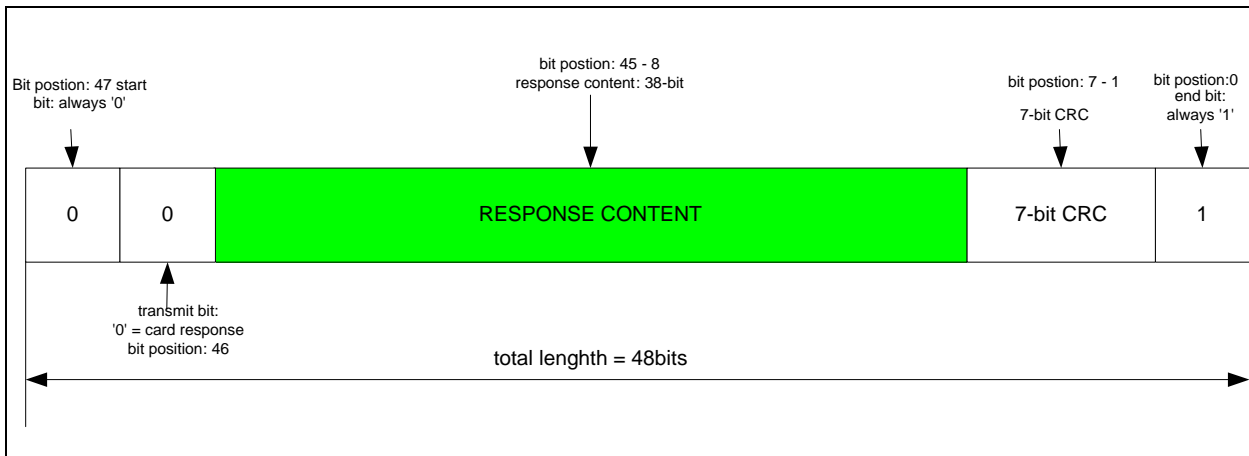 Bit postion: 47 start
bit: always '0'
bit postion: 45 - 8
response content: 38-bit
bit postion: 7 - 1
7-bit CRC
bit postion:0
end bit:
always '1'
0
0
RESPONSE CONTENT
7-bit CRC
1
transmit bit:
'0' = card response
bit position: 46
total lenghth = 48bits